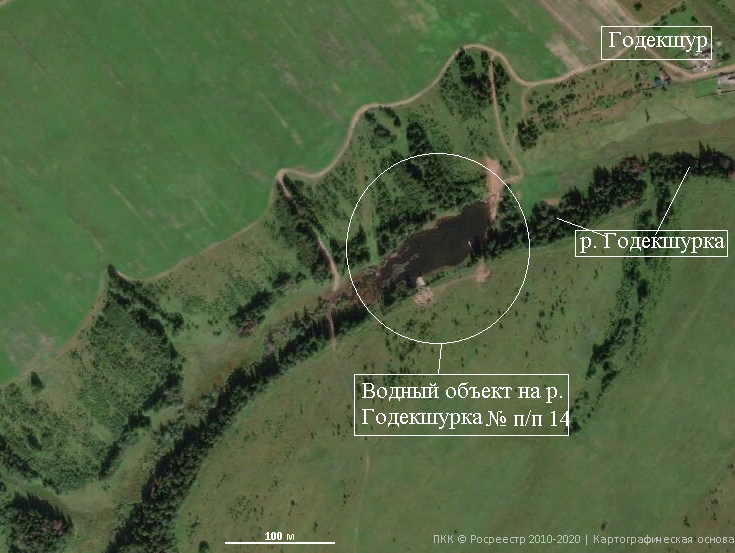 Годекшур
р. Годекшурка
Водный объект на р.
Годекшурка № п/п 14
100 м
ПКК © Росреестр 2010-2020 | Картографическая основа